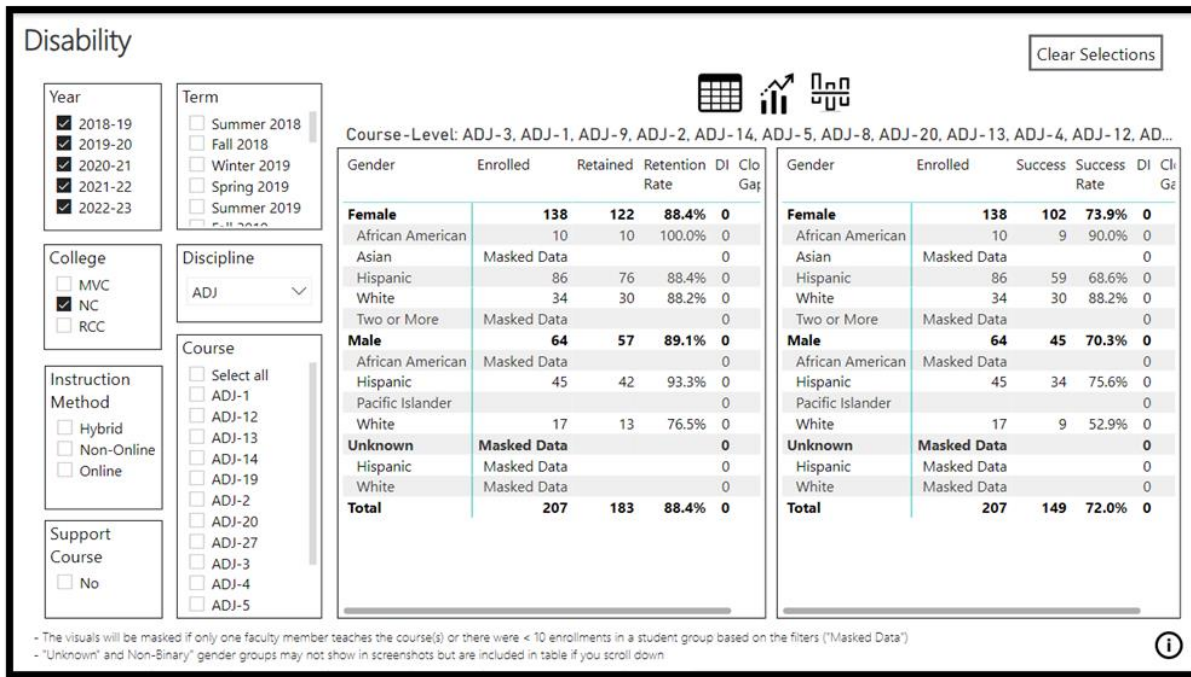 Disability
Clear Selections
Year
2018-19
2019-20
2020-21
2021-22
2022-23
Term
Summer 2018
Fall 2018
Winter 2019
Spring 2019
Summer 2019
College
MVC
NC
RCC
Discipline
ADJ
Instruction
Method
Hybrid
Non-Online
Online
Support
Course
No
Course
Select all
ADJ-1
ADJ-12
ADJ-13
ADJ-14
ADJ-19
ADJ-2
ADJ-20
ADJ-27
ADJ-3
ADJ-4
ADJ-5
Course-Level: ADJ-3, ADJ-1, ADJ-9, ADJ-2, ADJ-14, ADJ-5, ADJ-8, ADJ-20, ADJ-13, ADJ-4, ADJ-12, AD...
Gender Enrolled Retained Retention DI Clo
Rate Gap
Female 138 122 88.4% 0
African American 10 10 100.0% 0
Asian Masked Data 0
Hispanic 86 76 88.4% 0
White 34 30 88.2% 0
Two or More Masked Data 0
Male 64 57 89.1% 0
African American Masked Data 0
Hispanic 45 42 93.3% 0
Pacific Islander 0
White 17 13 76.5% 0
Unknown Masked Data 0
Hispanic Masked Data 0
White Masked Data 0
Total 207 183 88.4% 0
Gender Enrolled Success Success DI Clo
Rate Ga
Female 138 102 73.9% 0
African American 10 9 90.0% 0
Asian Masked Data 0
Hispanic 86 59 68.6% 0
White 34 30 88.2% 0
Two or More Masked Data 0
Male 64 45 70.3% 0
African American Masked Data 0
Hispanic 45 34 75.6% 0
Pacific Islander 0
White 17 9 52.9% 0
Unknown Masked Data 0
Hispanic Masked Data 0
White Masked Data 0
Total 207 149 72.0% 0
- The visuals will be masked if only one faculty member teaches the course(s) or there were < 10 enrollments in a student group based on the filters ("Masked Data")
- "Unknown" and Non-Binary" gender groups may not show in screenshots but are included in table if you scroll down